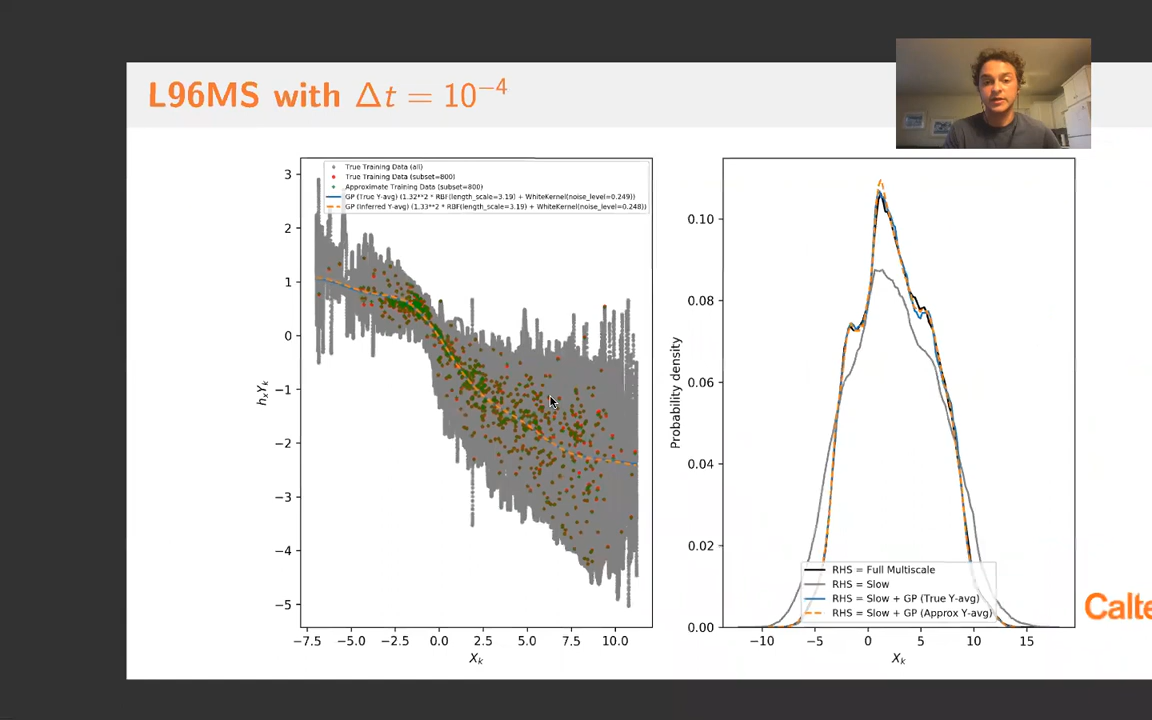 L96MS with Δt = 10⁻⁴
True Training Data (all)
True Training Data (subset=800)
Approximate Training Data (subset=800)
GP (True Y-avg) (1.32**2 * RBF(length_scale=3.19) + WhiteKernel(noise_level=0.249))
GP (Inferred Y-avg) (1.33**2 * RBF(length_scale=3.19) + WhiteKernel(noise_level=0.248))
3
2
1
0
−1
−2
−3
−4
−5
hₓYₖ
−7.5 −5.0 −2.5 0.0 2.5 5.0 7.5 10.0
Xₖ
0.10
0.08
0.06
0.04
0.02
0.00
Probability density
RHS = Full Multiscale
RHS = Slow
RHS = Slow + GP (True Y-avg)
RHS = Slow + GP (Approx Y-avg)
−10 −5 0 5 10 15
Xₖ
Calte